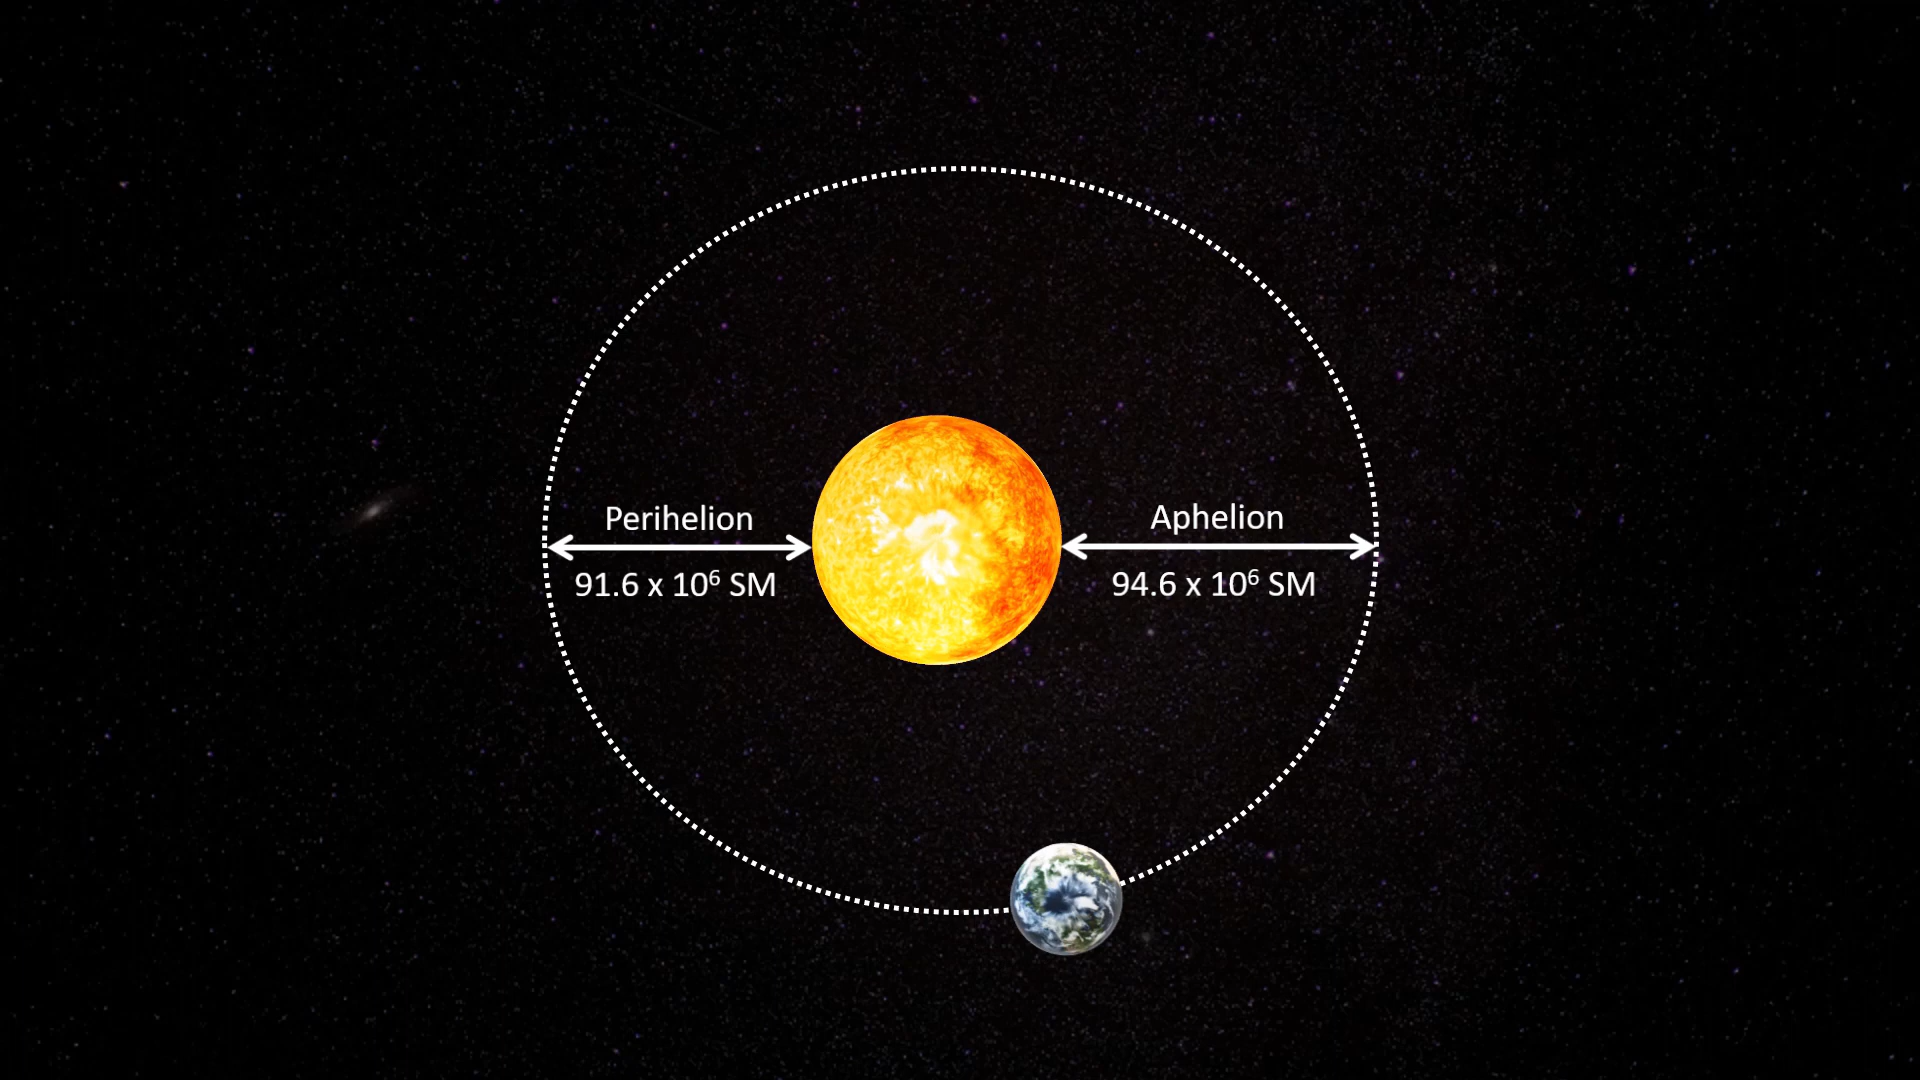 Perihelion
91.6 x 10⁶ SM
Aphelion
94.6 x 10⁶ SM